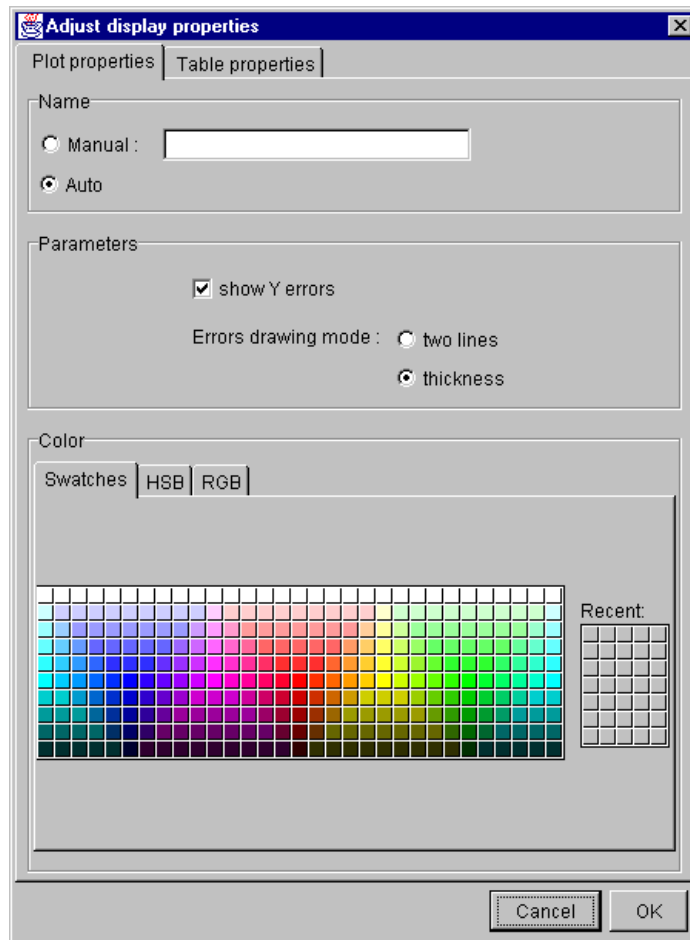 Adjust display properties
Plot properties Table properties
Name
Manual :
Auto
Parameters
show Y errors
Errors drawing mode : two lines
thickness
Color
Swatches HSB RGB
Recent:
Cancel OK